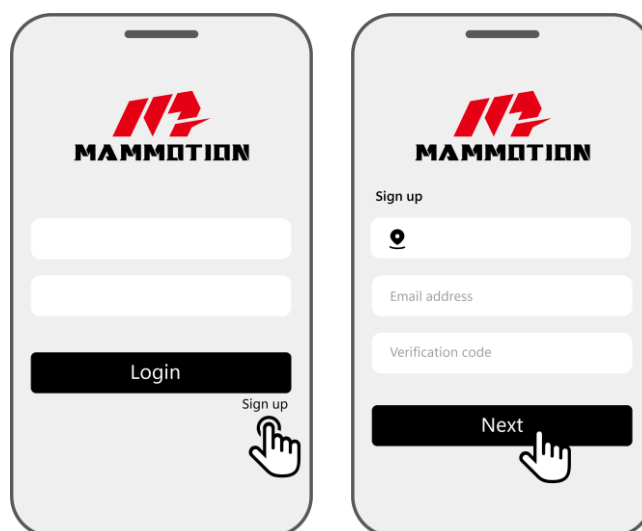 MAMMOTION
Login
Sign up
MAMMOTION
Sign up
Email address
Verification code
Next